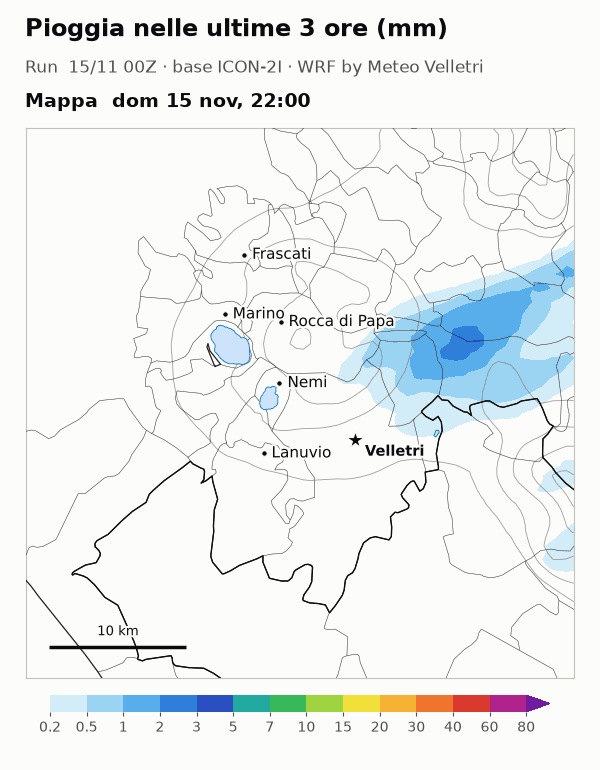 Pioggia nelle ultime 3 ore (mm)
Run  15/11 00Z · base ICON-2I · WRF by Meteo Velletri
Mappa  dom 15 nov, 22:00
Frascati
Marino
Rocca di Papa
Nemi
Velletri
Lanuvio
10 km
0.2 0.5 1 2 3 5 7 10 15 20 30 40 60 80